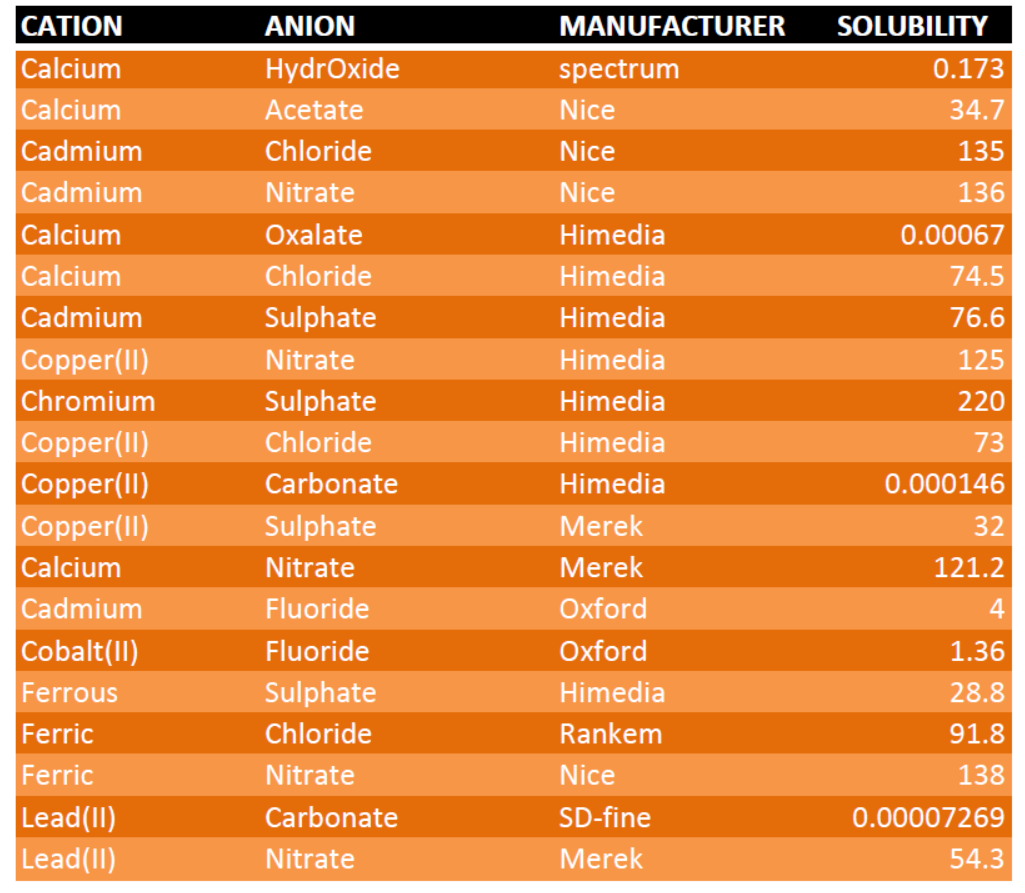 CATION ANION MANUFACTURER SOLUBILITY
Calcium HydrOxide spectrum 0.173
Calcium Acetate Nice 34.7
Cadmium Chloride Nice 135
Cadmium Nitrate Nice 136
Calcium Oxalate Himedia 0.00067
Calcium Chloride Himedia 74.5
Cadmium Sulphate Himedia 76.6
Copper(II) Nitrate Himedia 125
Chromium Sulphate Himedia 220
Copper(II) Chloride Himedia 73
Copper(II) Carbonate Himedia 0.000146
Copper(II) Sulphate Merek 32
Calcium Nitrate Merek 121.2
Cadmium Fluoride Oxford 4
Cobalt(II) Fluoride Oxford 1.36
Ferrous Sulphate Himedia 28.8
Ferric Chloride Rankem 91.8
Ferric Nitrate Nice 138
Lead(II) Carbonate SD-fine 0.00007269
Lead(II) Nitrate Merek 54.3